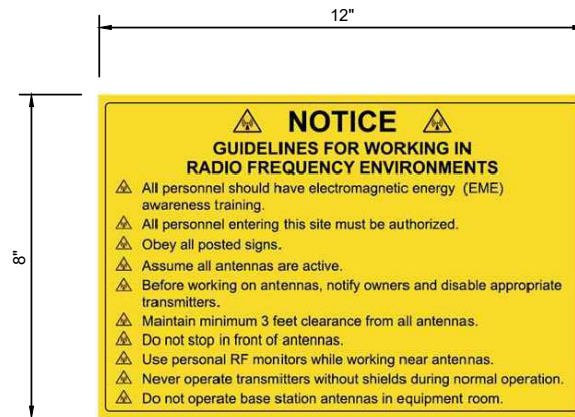 12"
8"
NOTICE
GUIDELINES FOR WORKING IN
RADIO FREQUENCY ENVIRONMENTS
All personnel should have electromagnetic energy (EME)
awareness training.
All personnel entering this site must be authorized.
Obey all posted signs.
Assume all antennas are active.
Before working on antennas, notify owners and disable appropriate
transmitters.
Maintain minimum 3 feet clearance from all antennas.
Do not stop in front of antennas.
Use personal RF monitors while working near antennas.
Never operate transmitters without shields during normal operation.
Do not operate base station antennas in equipment room.